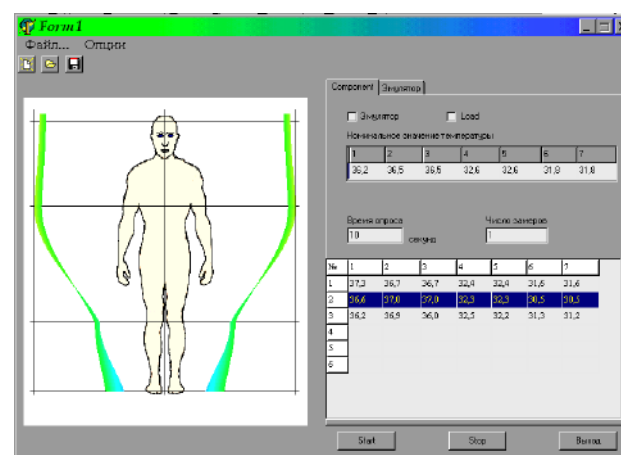 Form1
Файл... Опции
Component Эмулятор
Эмулятор Load
Номинальное значение температуры
1 2 3 4 5 6 7
36,2 36,5 36,5 32,6 32,6 31,8 31,8
Время опроса Число замеров
10 секунд 1
№ 1 2 3 4 5 6 7
1 37,3 36,7 36,7 32,4 32,4 31,6 31,6
2 36,6 37,0 37,0 32,3 32,3 30,5 30,5
3 36,2 36,9 36,0 32,5 32,2 31,3 31,2
4
5
6
Start Stop Выход